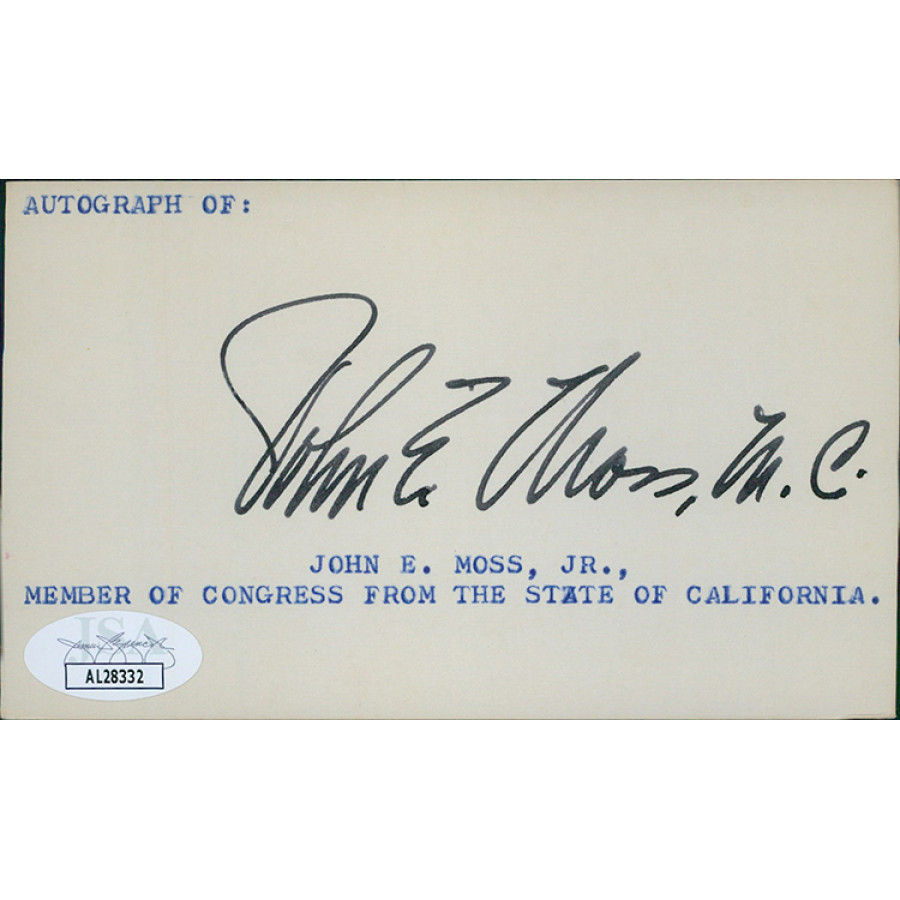 AUTOGRAPH OF:
John E. Moss, M.C.
JOHN E. MOSS, JR.,
MEMBER OF CONGRESS FROM THE STATE OF CALIFORNIA.
JSA
AL28332